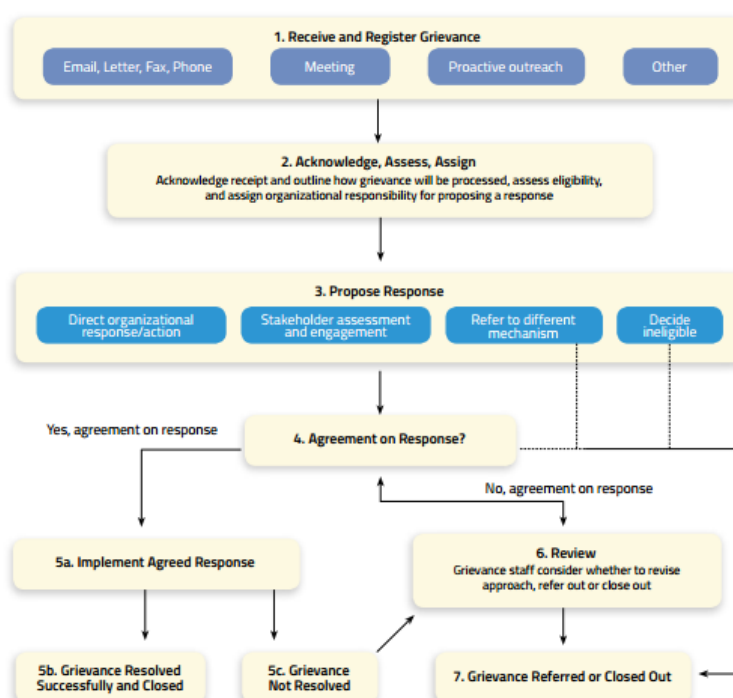 1. Receive and Register Grievance
Email, Letter, Fax, Phone
Meeting
Proactive outreach
Other
2. Acknowledge, Assess, Assign
Acknowledge receipt and outline how grievance will be processed, assess eligibility,
and assign organizational responsibility for proposing a response
3. Propose Response
Direct organizational
response/action
Stakeholder assessment
and engagement
Refer to different
mechanism
Decide
ineligible
Yes, agreement on response
4. Agreement on Response?
No, agreement on response
5a. Implement Agreed Response
6. Review
Grievance staff consider whether to revise
approach, refer out or close out
5b. Grievance Resolved
Successfully and Closed
5c. Grievance
Not Resolved
7. Grievance Referred or Closed Out